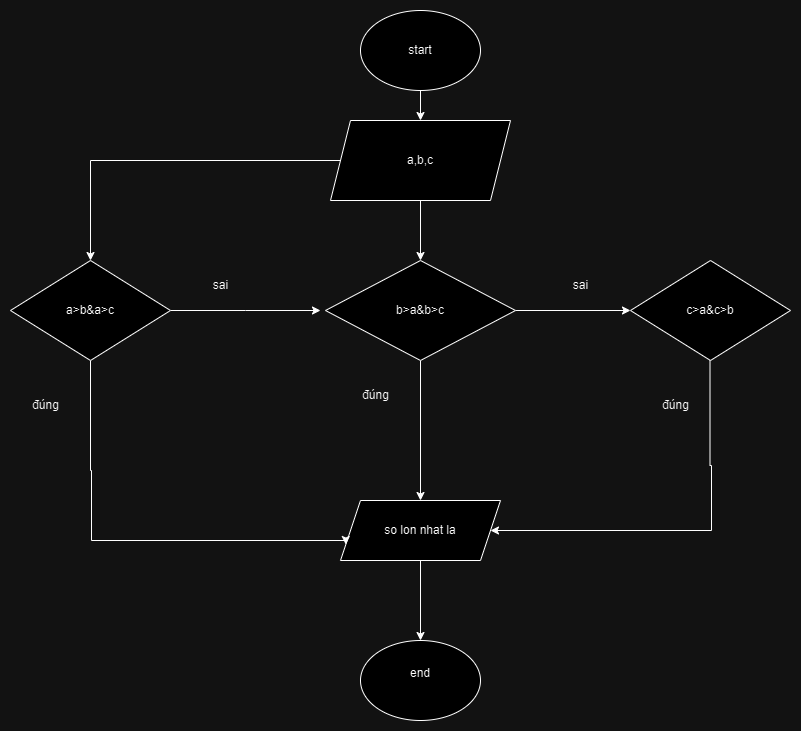 start
a,b,c
a>b&a>c
sai
b>a&b>c
sai
c>a&c>b
đúng
đúng
đúng
so lon nhat la
end